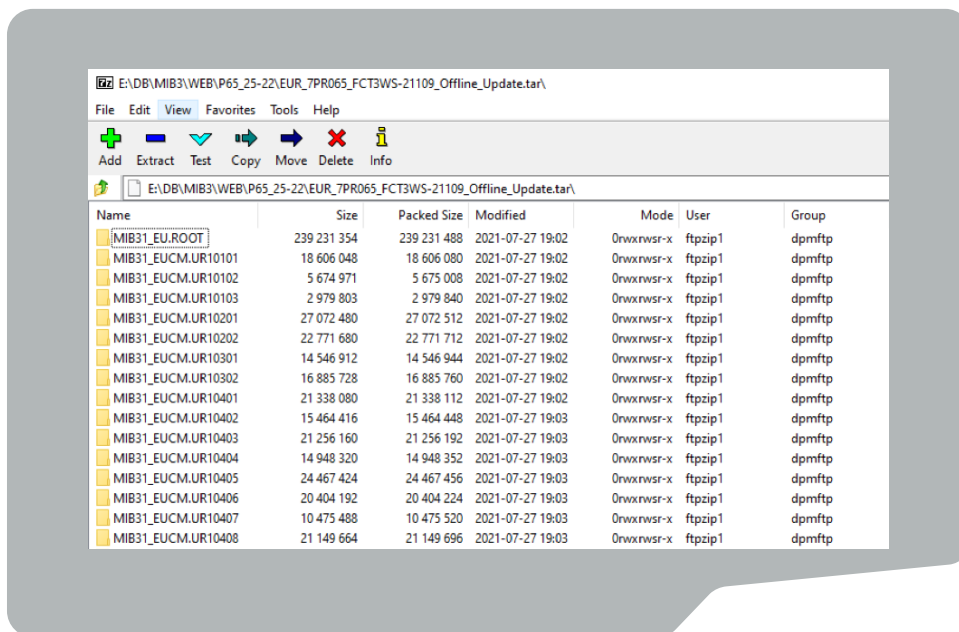 7z E:\DB\MIB3\WEB\P65_25-22\EUR_7PR065_FCT3WS-21109_Offline_Update.tar\
File Edit View Favorites Tools Help
Add Extract Test Copy Move Delete Info
E:\DB\MIB3\WEB\P65_25-22\EUR_7PR065_FCT3WS-21109_Offline_Update.tar\
Name Size Packed Size Modified Mode User Group
MIB31_EU.ROOT 239 231 354 239 231 488 2021-07-27 19:02 0rwxrwsr-x ftpzip1 dpmftp
MIB31_EUCM.UR10101 18 606 048 18 606 080 2021-07-27 19:02 0rwxrwsr-x ftpzip1 dpmftp
MIB31_EUCM.UR10102 5 674 971 5 675 008 2021-07-27 19:02 0rwxrwsr-x ftpzip1 dpmftp
MIB31_EUCM.UR10103 2 979 803 2 979 840 2021-07-27 19:02 0rwxrwsr-x ftpzip1 dpmftp
MIB31_EUCM.UR10201 27 072 480 27 072 512 2021-07-27 19:02 0rwxrwsr-x ftpzip1 dpmftp
MIB31_EUCM.UR10202 22 771 680 22 771 712 2021-07-27 19:02 0rwxrwsr-x ftpzip1 dpmftp
MIB31_EUCM.UR10301 14 546 912 14 546 944 2021-07-27 19:02 0rwxrwsr-x ftpzip1 dpmftp
MIB31_EUCM.UR10302 16 885 728 16 885 760 2021-07-27 19:02 0rwxrwsr-x ftpzip1 dpmftp
MIB31_EUCM.UR10401 21 338 080 21 338 112 2021-07-27 19:02 0rwxrwsr-x ftpzip1 dpmftp
MIB31_EUCM.UR10402 15 464 416 15 464 448 2021-07-27 19:03 0rwxrwsr-x ftpzip1 dpmftp
MIB31_EUCM.UR10403 21 256 160 21 256 192 2021-07-27 19:03 0rwxrwsr-x ftpzip1 dpmftp
MIB31_EUCM.UR10404 14 948 320 14 948 352 2021-07-27 19:03 0rwxrwsr-x ftpzip1 dpmftp
MIB31_EUCM.UR10405 24 467 424 24 467 456 2021-07-27 19:03 0rwxrwsr-x ftpzip1 dpmftp
MIB31_EUCM.UR10406 20 404 192 20 404 224 2021-07-27 19:03 0rwxrwsr-x ftpzip1 dpmftp
MIB31_EUCM.UR10407 10 475 488 10 475 520 2021-07-27 19:03 0rwxrwsr-x ftpzip1 dpmftp
MIB31_EUCM.UR10408 21 149 664 21 149 696 2021-07-27 19:03 0rwxrwsr-x ftpzip1 dpmftp